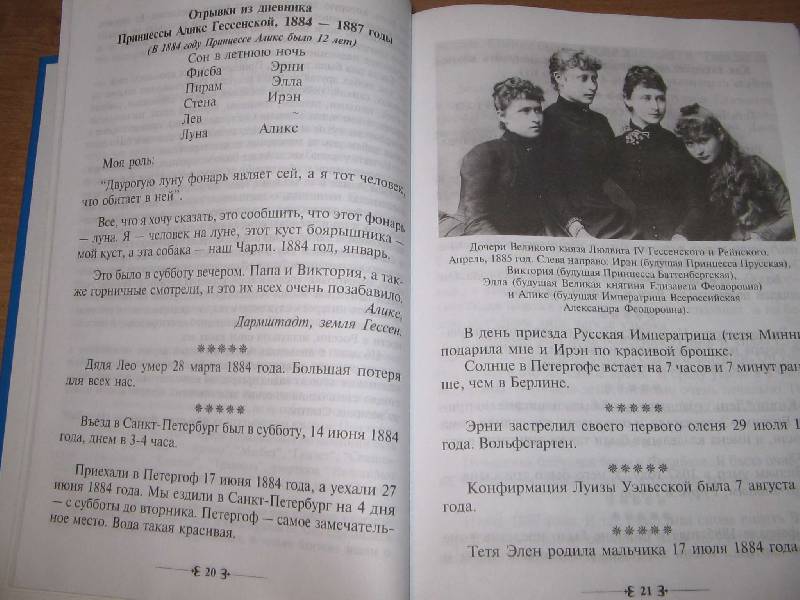 Отрывки из дневника
Принцессы Аликс Гессенской, 1884 — 1887 годы
(В 1884 году Принцессе Аликс было 12 лет)
Сон в летнюю ночь
Фисба Эрни
Пирам Элла
Стена Ирэн
Лев ~
Луна Аликс
Моя роль:
"Двурогую луну фонарь являет сей, а я тот человек,
что обитает в ней".
Все, что я хочу сказать, это сообщить, что этот фонарь
— луна. Я — человек на луне, этот куст боярышника —
мой куст, а эта собака — наш Чарли. 1884 год, январь.
Это было в субботу вечером. Папа и Виктория, а так-
же горничные смотрели, и это их всех очень позабавило.
Аликс,
Дармштадт, земля Гессен.
*****
Дядя Лео умер 28 марта 1884 года. Большая потеря
для всех нас.
*****
Въезд в Санкт-Петербург был в субботу, 14 июня 1884
года, днем в 3-4 часа.
Приехали в Петергоф 17 июня 1884 года, а уехали 27
июня 1884 года. Мы ездили в Санкт-Петербург на 4 дня
— с субботы до вторника. Петергоф — самое замечатель-
ное место. Вода такая красивая.
20
Дочери Великого князя Людвига IV Гессенского и Рейнского.
Апрель, 1885 год. Слева направо: Ирэн (будущая Принцесса Прусская),
Виктория (будущая Принцесса Баттенбергская),
Элла (будущая Великая княгиня Елизавета Феодоровна)
и Аликс (будущая Императрица Всероссийская
Александра Феодоровна).
В день приезда Русская Императрица (тетя Минни
подарила мне и Ирэн по красивой брошке.
Солнце в Петергофе встает на 7 часов и 7 минут ран
ше, чем в Берлине.
*****
Эрни застрелил своего первого оленя 29 июля 1
года. Вольфсгартен.
*****
Конфирмация Луизы Уэльсской была 7 августа
года.
*****
Тетя Элен родила мальчика 17 июля 1884 года
21